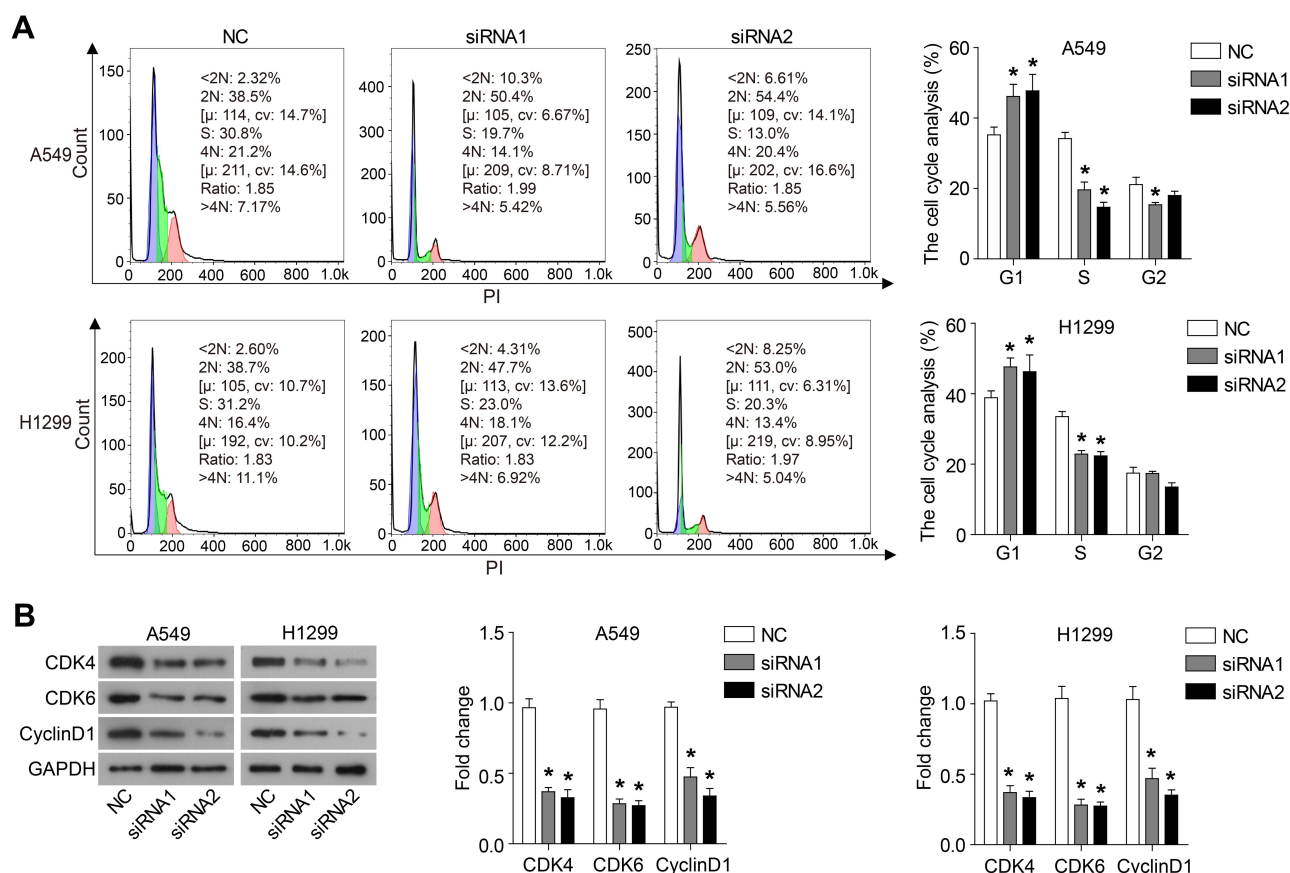 A
NC
siRNA1
siRNA2
A549
Count
150
100
50
0
0 200 400 600 800 1.0k
<2N: 2.32%
2N: 38.5%
[µ: 114, cv: 14.7%]
S: 30.8%
4N: 21.2%
[µ: 211, cv: 14.6%]
Ratio: 1.85
>4N: 7.17%
400
300
200
100
0
0 200 400 600 800 1.0k
<2N: 10.3%
2N: 50.4%
[µ: 105, cv: 6.67%]
S: 19.7%
4N: 14.1%
[µ: 209, cv: 8.71%]
Ratio: 1.99
>4N: 5.42%
250
200
150
100
50
0
0 200 400 600 800 1.0k
<2N: 6.61%
2N: 54.4%
[µ: 109, cv: 14.1%]
S: 13.0%
4N: 20.4%
[µ: 202, cv: 16.6%]
Ratio: 1.85
>4N: 5.56%
PI
The cell cycle analysis (%)
A549
60
40
20
0
* *
* *
*
G1 S G2
NC
siRNA1
siRNA2
H1299
Count
200
150
100
50
0
0 200 400 600 800 1.0k
<2N: 2.60%
2N: 38.7%
[µ: 105, cv: 10.7%]
S: 31.2%
4N: 16.4%
[µ: 192, cv: 10.2%]
Ratio: 1.83
>4N: 11.1%
200
150
100
50
0
0 200 400 600 800 1.0k
<2N: 4.31%
2N: 47.7%
[µ: 113, cv: 13.6%]
S: 23.0%
4N: 18.1%
[µ: 207, cv: 12.2%]
Ratio: 1.83
>4N: 6.92%
500
400
300
200
100
0
0 200 400 600 800 1.0k
<2N: 8.25%
2N: 53.0%
[µ: 111, cv: 6.31%]
S: 20.3%
4N: 13.4%
[µ: 219, cv: 8.95%]
Ratio: 1.97
>4N: 5.04%
PI
The cell cycle analysis (%)
H1299
60
40
20
0
* *
* *
G1 S G2
NC
siRNA1
siRNA2
B
A549 H1299
CDK4
CDK6
CyclinD1
GAPDH
NC siRNA1 siRNA2 NC siRNA1 siRNA2
Fold change
A549
1.5
1.0
0.5
0.0
* * * * * *
CDK4 CDK6 CyclinD1
NC
siRNA1
siRNA2
Fold change
H1299
1.5
1.0
0.5
0.0
* * * * * *
CDK4 CDK6 CyclinD1
NC
siRNA1
siRNA2